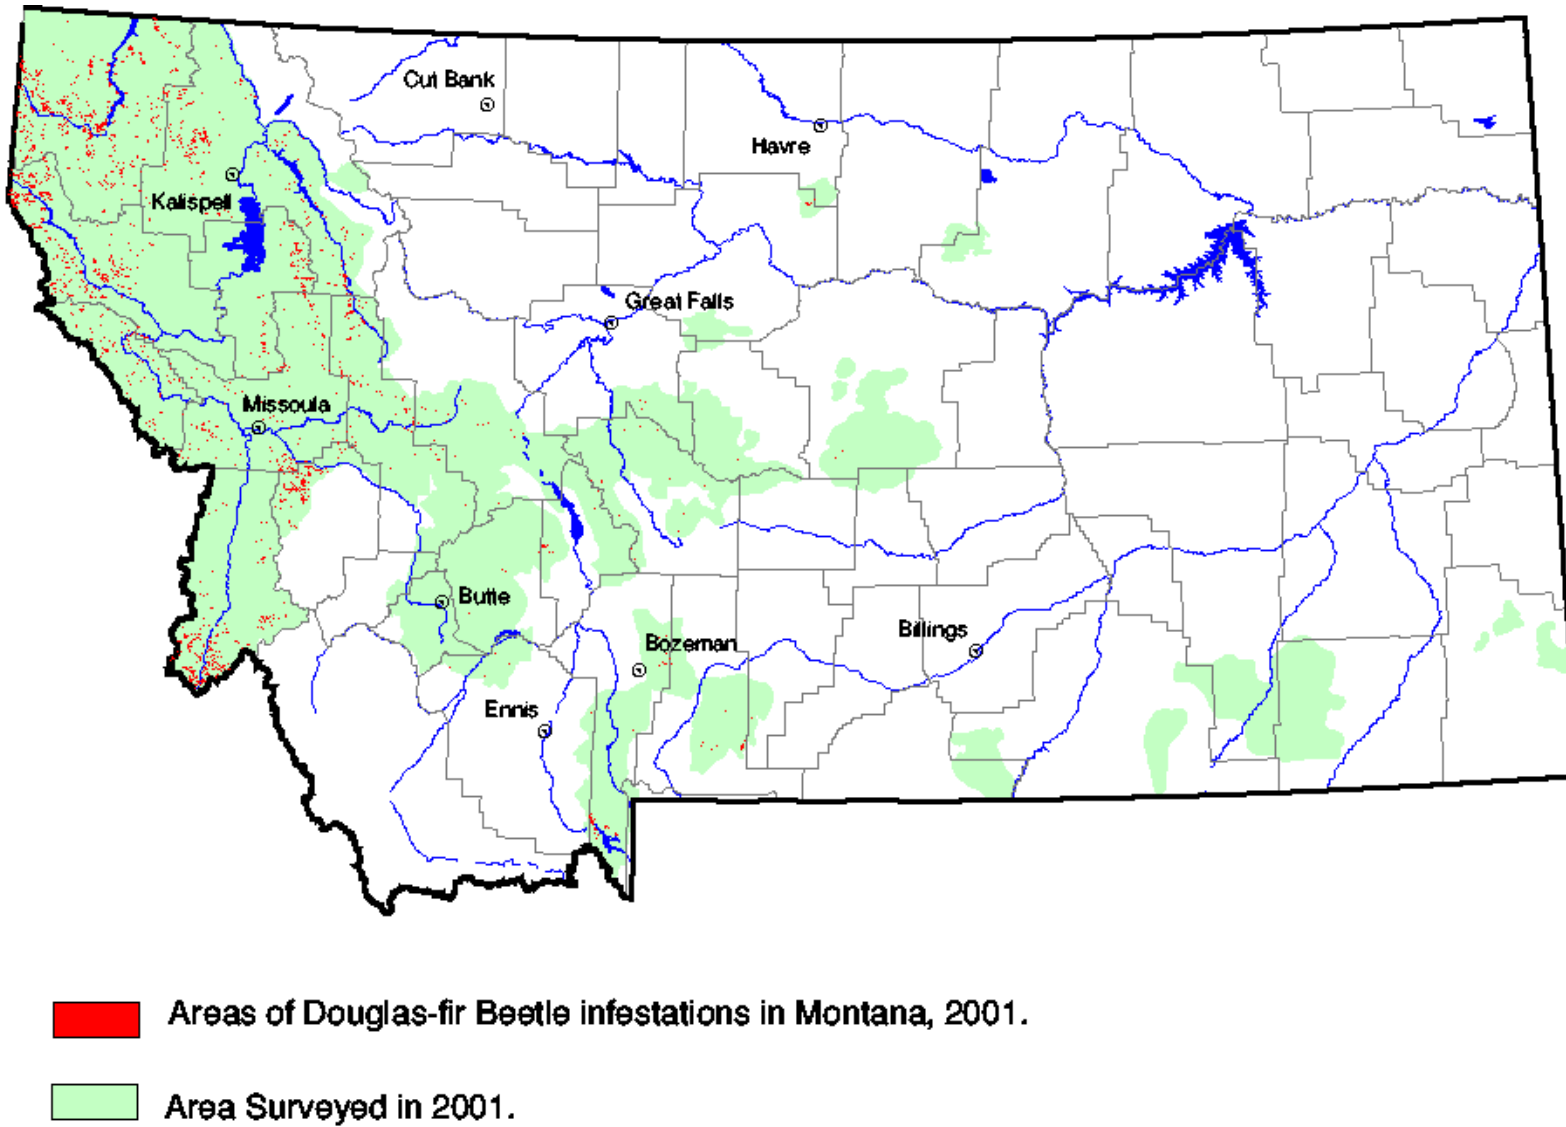 Cut Bank
Havre
Kalispell
Great Falls
Missoula
Butte
Bozeman
Billings
Ennis
Areas of Douglas-fir Beetle infestations in Montana, 2001.
Area Surveyed in 2001.